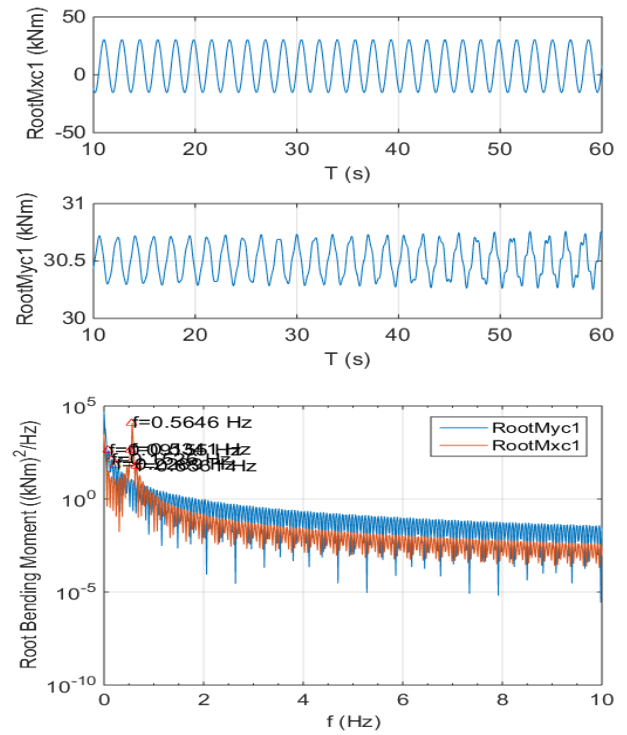 50
0
-50
RootMxc1 (kNm)
10 20 30 40 50 60
T (s)
31
30.5
30
RootMyc1 (kNm)
10 20 30 40 50 60
T (s)
10^5
10^0
10^-5
10^-10
Root Bending Moment ((kNm)^2/Hz)
f=0.5646 Hz
RootMyc1
RootMxc1
0 2 4 6 8 10
f (Hz)